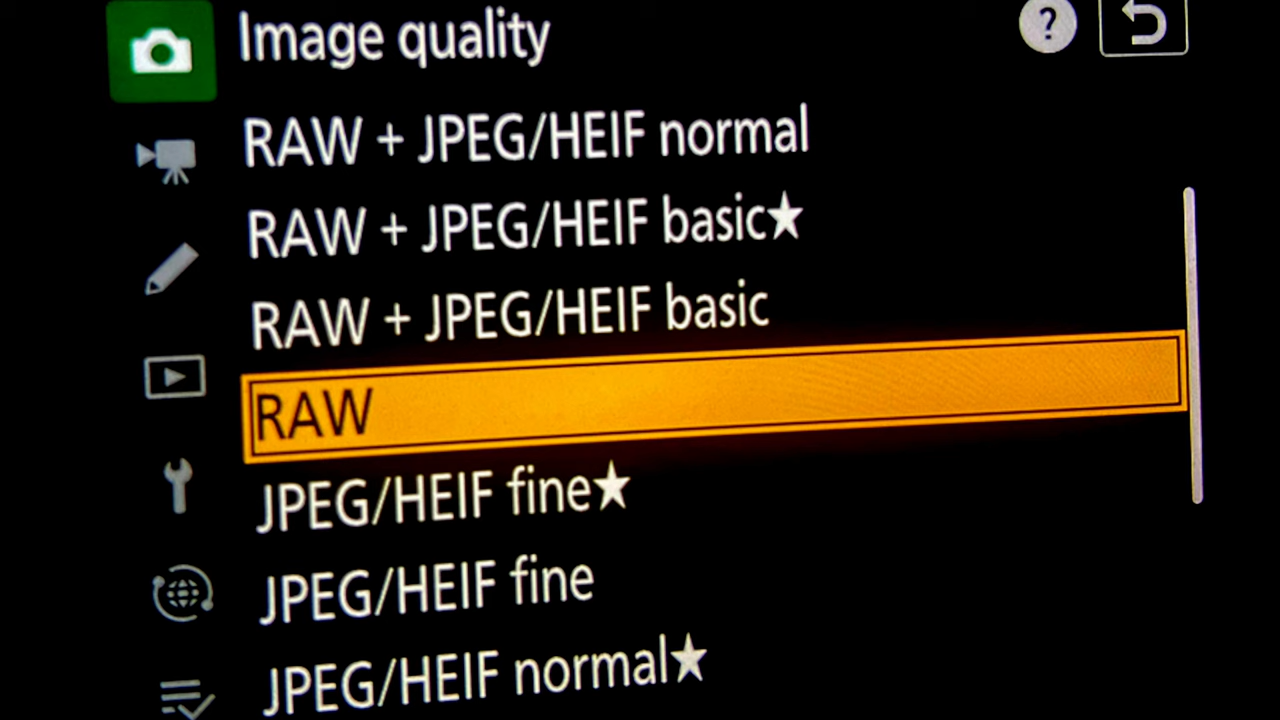 Image quality
?
RAW + JPEG/HEIF normal
RAW + JPEG/HEIF basic★
RAW + JPEG/HEIF basic
RAW
JPEG/HEIF fine★
JPEG/HEIF fine
JPEG/HEIF normal★